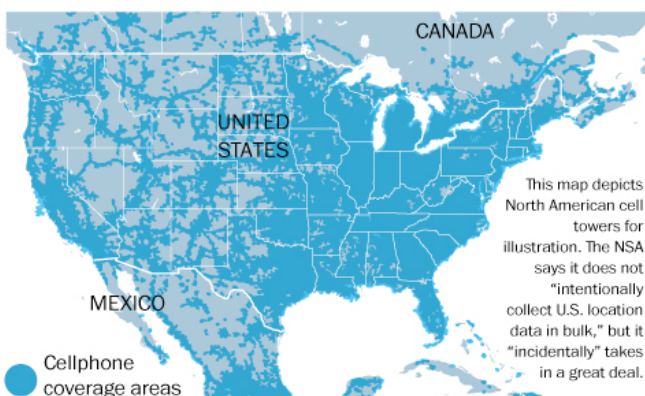 CANADA
UNITED
STATES
This map depicts
North American cell
towers for
illustration. The NSA
says it does not
“intentionally
collect U.S. location
data in bulk,” but it
“incidentally” takes
in a great deal.
MEXICO
Cellphone
coverage areas